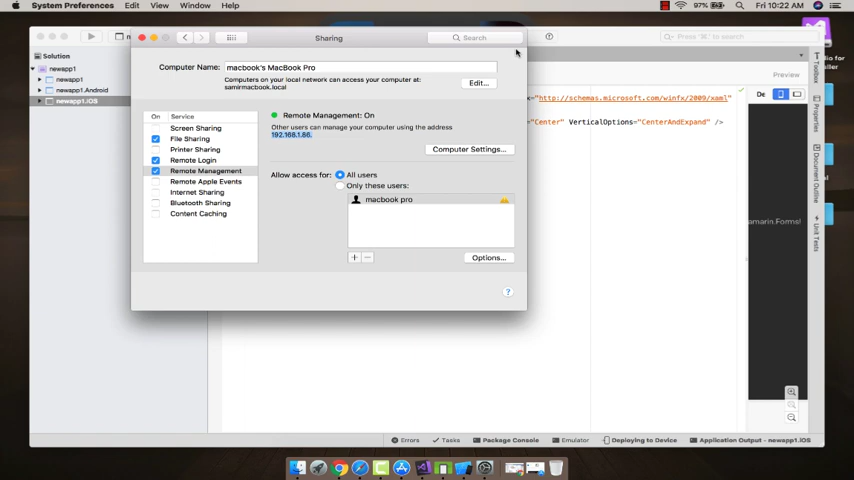 System Preferences Edit View Window Help
97% Fri 10:22 AM
Sharing
Search
Press '⌘.' to search
Solution
newapp1
newapp1
newapp1.Android
newapp1.iOS
Computer Name: macbook's MacBook Pro
Computers on your local network can access your computer at:
samirmacbook.local
Edit...
On Service
Screen Sharing
File Sharing
Printer Sharing
Remote Login
Remote Management
Remote Apple Events
Internet Sharing
Bluetooth Sharing
Content Caching
Remote Management: On
Other users can manage your computer using the address
192.168.1.86.
Computer Settings...
Allow access for: All users
Only these users:
macbook pro
+ −
Options...
?
Preview
De
x="http://schemas.microsoft.com/winfx/2009/xaml"
="Center" VerticalOptions="CenterAndExpand" />
amarin.Forms!
Toolbox
Properties
Document Outline
Unit Tests
Errors Tasks Package Console Emulator Deploying to Device Application Output - newapp1.iOS